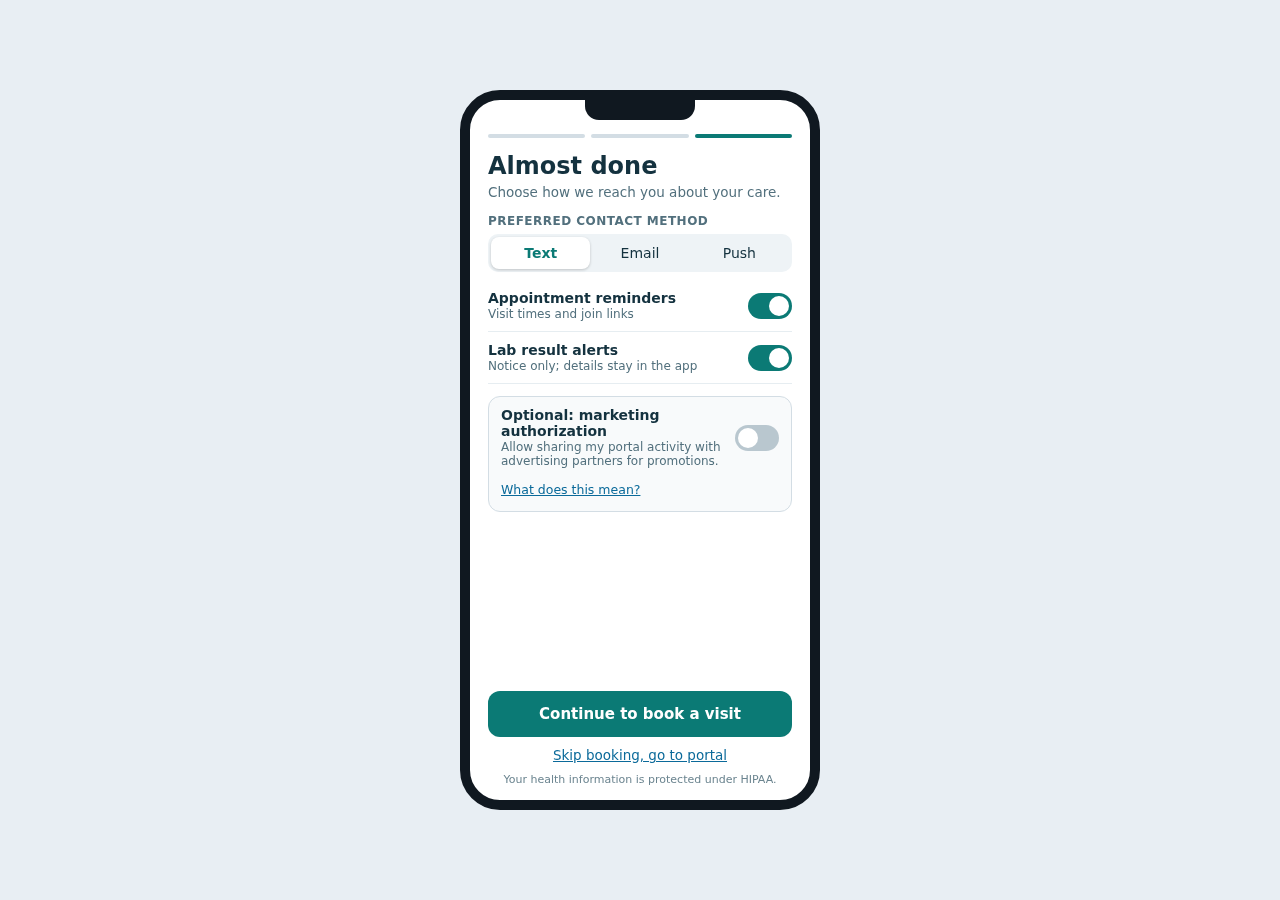 Almost done
Choose how we reach you about your care.
PREFERRED CONTACT METHOD
Text Email Push
Appointment reminders
Visit times and join links
Lab result alerts
Notice only; details stay in the app
Optional: marketing
authorization
Allow sharing my portal activity with
advertising partners for promotions.
What does this mean?
Continue to book a visit
Skip booking, go to portal
Your health information is protected under HIPAA.